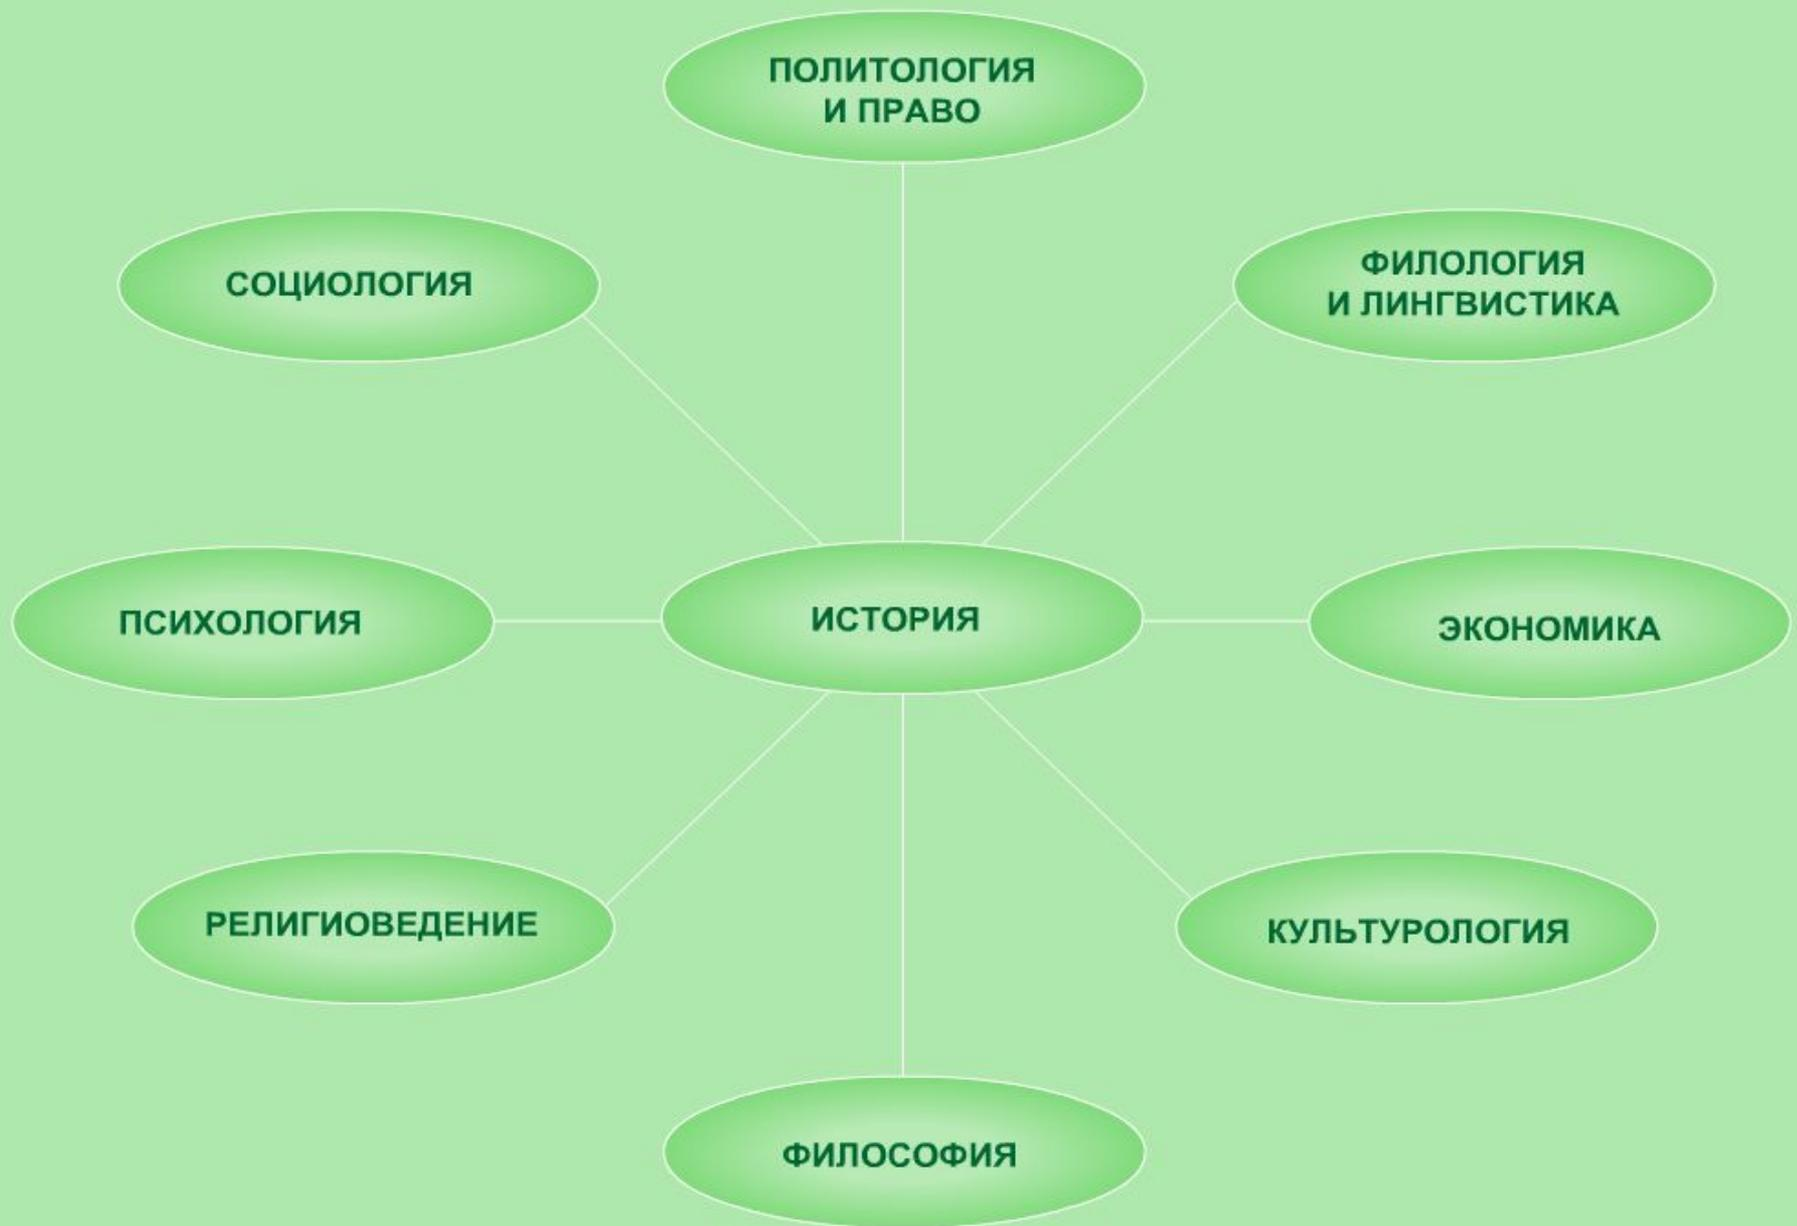 ПОЛИТОЛОГИЯ
И ПРАВО
СОЦИОЛОГИЯ
ФИЛОЛОГИЯ
И ЛИНГВИСТИКА
ПСИХОЛОГИЯ
ИСТОРИЯ
ЭКОНОМИКА
РЕЛИГИОВЕДЕНИЕ
КУЛЬТУРОЛОГИЯ
ФИЛОСОФИЯ